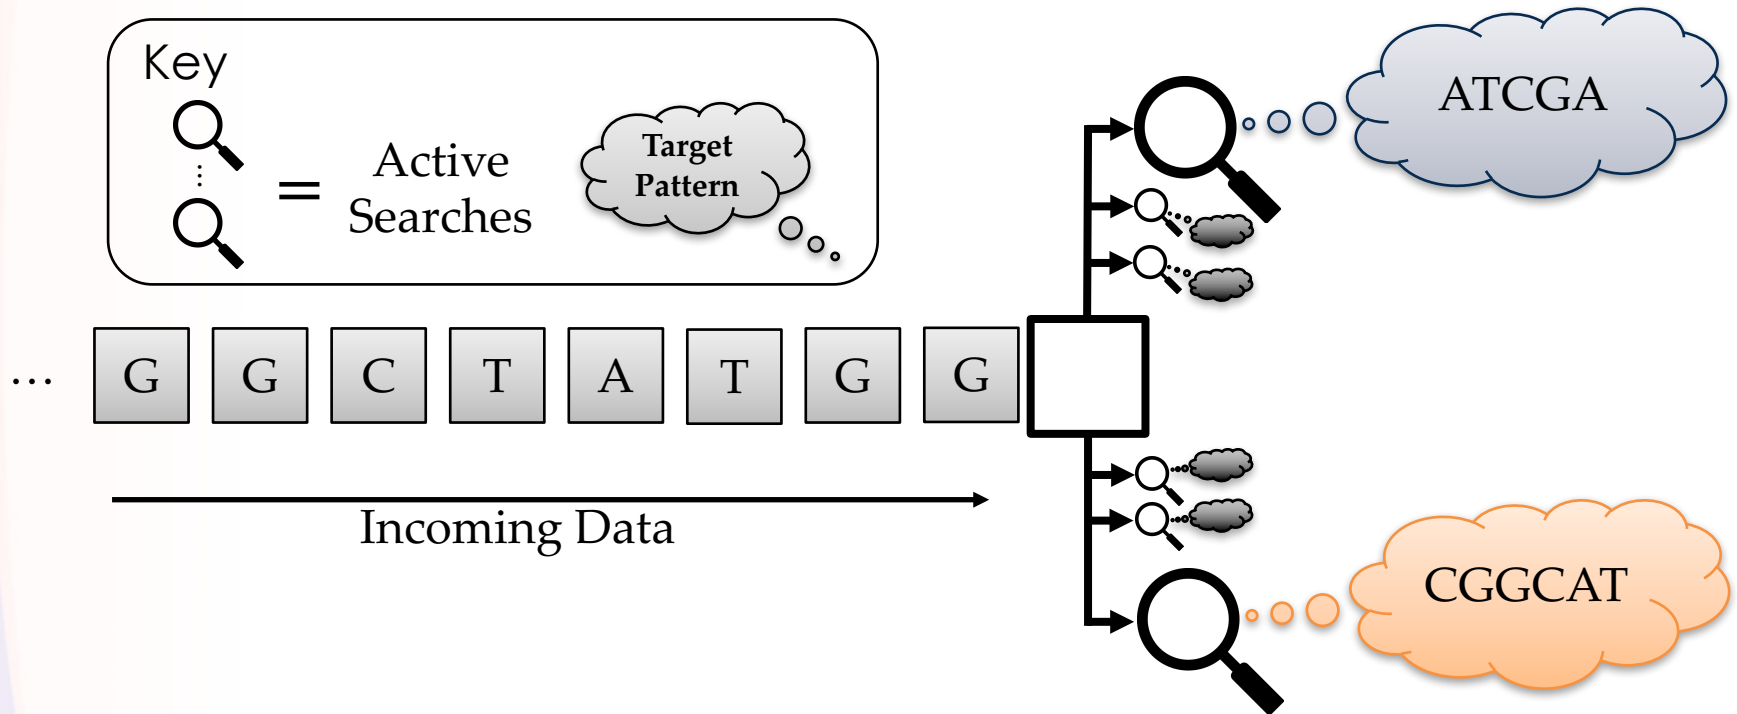 Key
⋮
= Active Searches
Target
Pattern
ATCGA
... G G C T A T G G
Incoming Data
CGGCAT